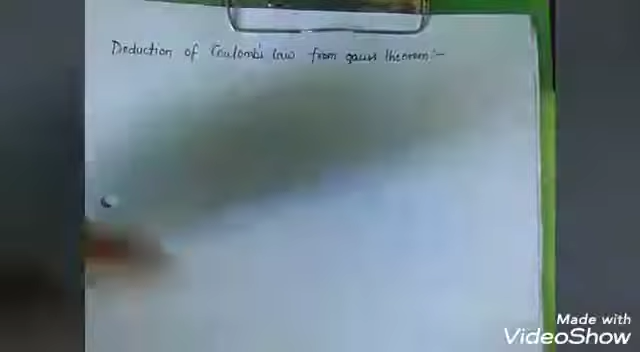 Deduction of Coulomb's law from gauss theorem:-
Made with
VideoShow